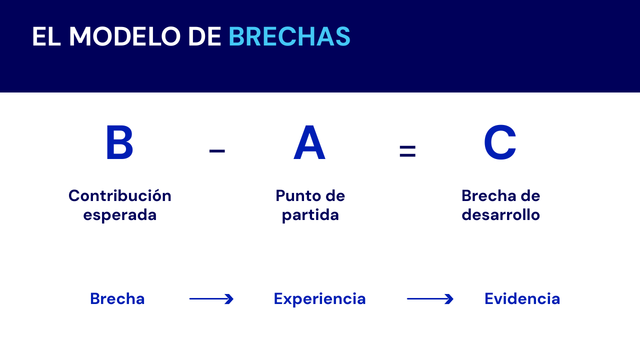 EL MODELO DE BRECHAS
B – A = C
Contribución esperada
Punto de partida
Brecha de desarrollo
Brecha → Experiencia → Evidencia